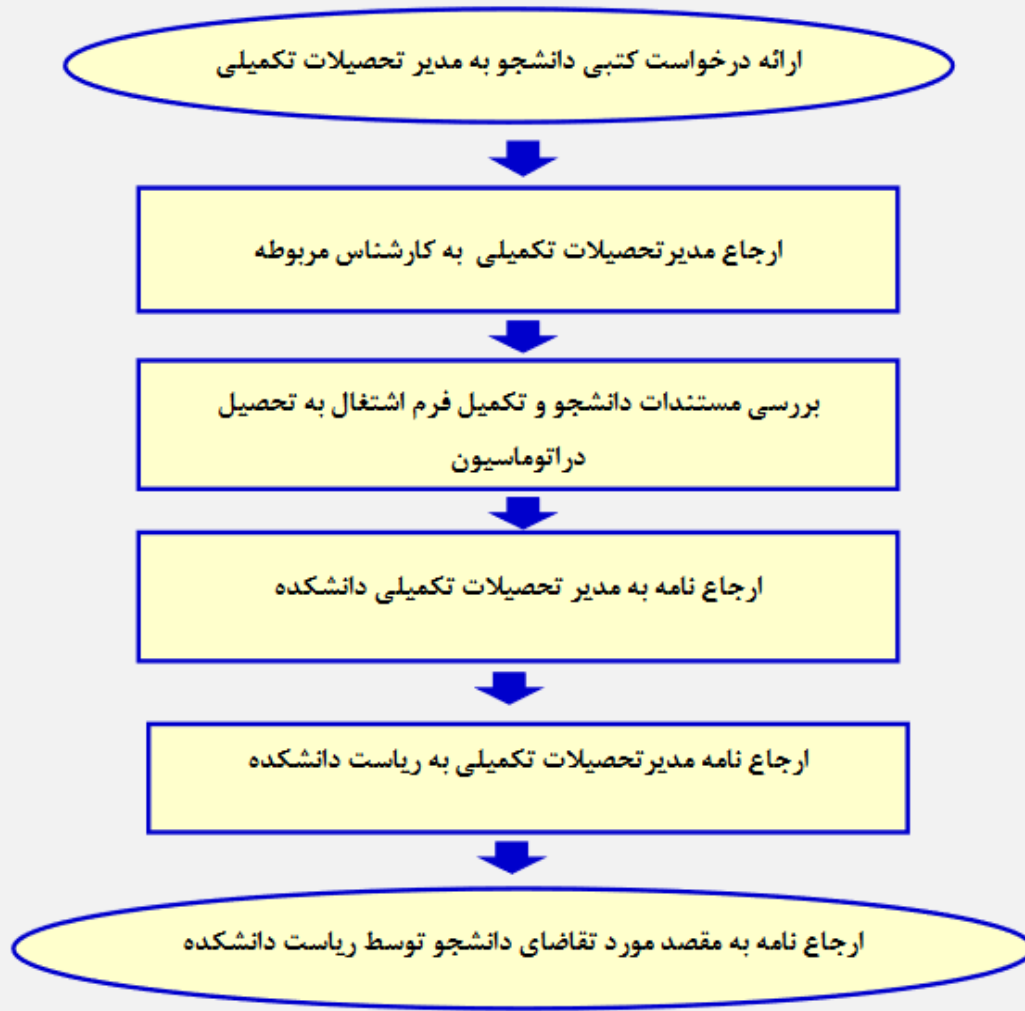 ارائه درخواست کتبی دانشجو به مدیر تحصیلات تکمیلی
ارجاع مدیرتحصیلات تکمیلی به کارشناس مربوطه
بررسی مستندات دانشجو و تکمیل فرم اشتغال به تحصیل
دراتوماسیون
ارجاع نامه به مدیر تحصیلات تکمیلی دانشکده
ارجاع نامه مدیرتحصیلات تکمیلی به ریاست دانشکده
ارجاع نامه به مقصد مورد تقاضای دانشجو توسط ریاست دانشکده